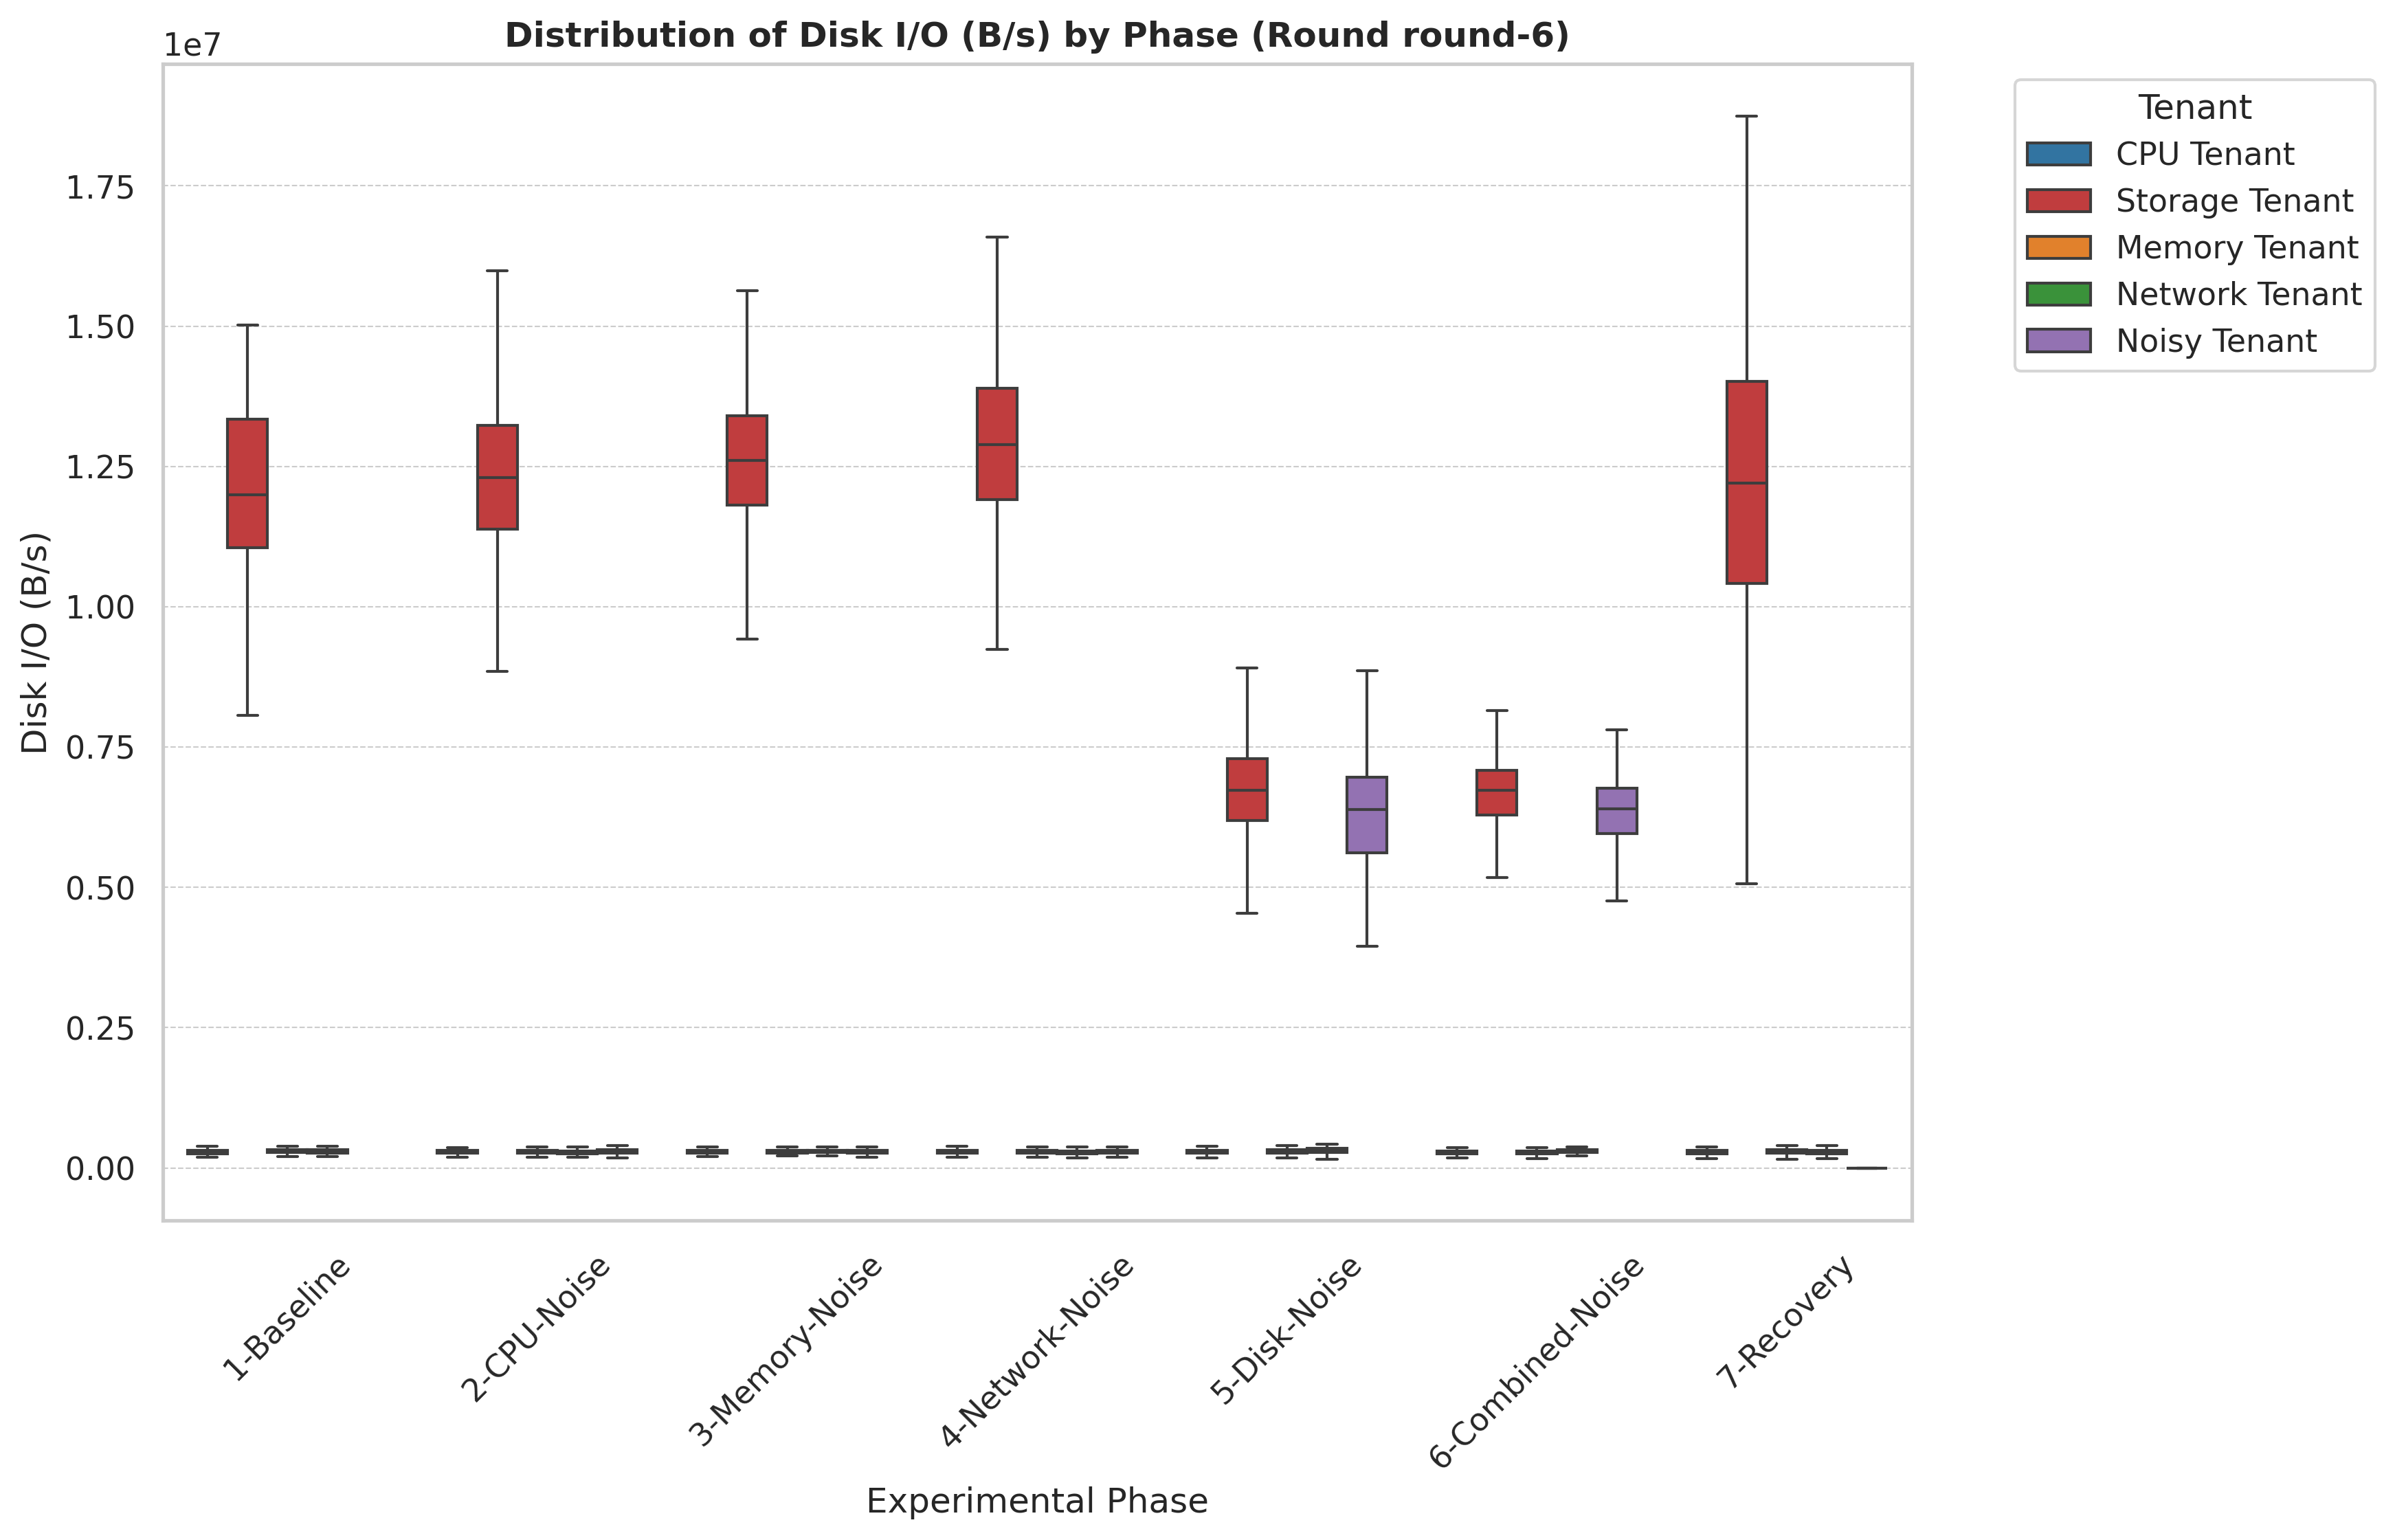 Distribution of Disk I/O (B/s) by Phase (Round round-6)
1e7
1.75
1.50
1.25
1.00
0.75
0.50
0.25
0.00
Disk I/O (B/s)
1-Baseline
2-CPU-Noise
3-Memory-Noise
4-Network-Noise
5-Disk-Noise
6-Combined-Noise
7-Recovery
Experimental Phase
Tenant
CPU Tenant
Storage Tenant
Memory Tenant
Network Tenant
Noisy Tenant